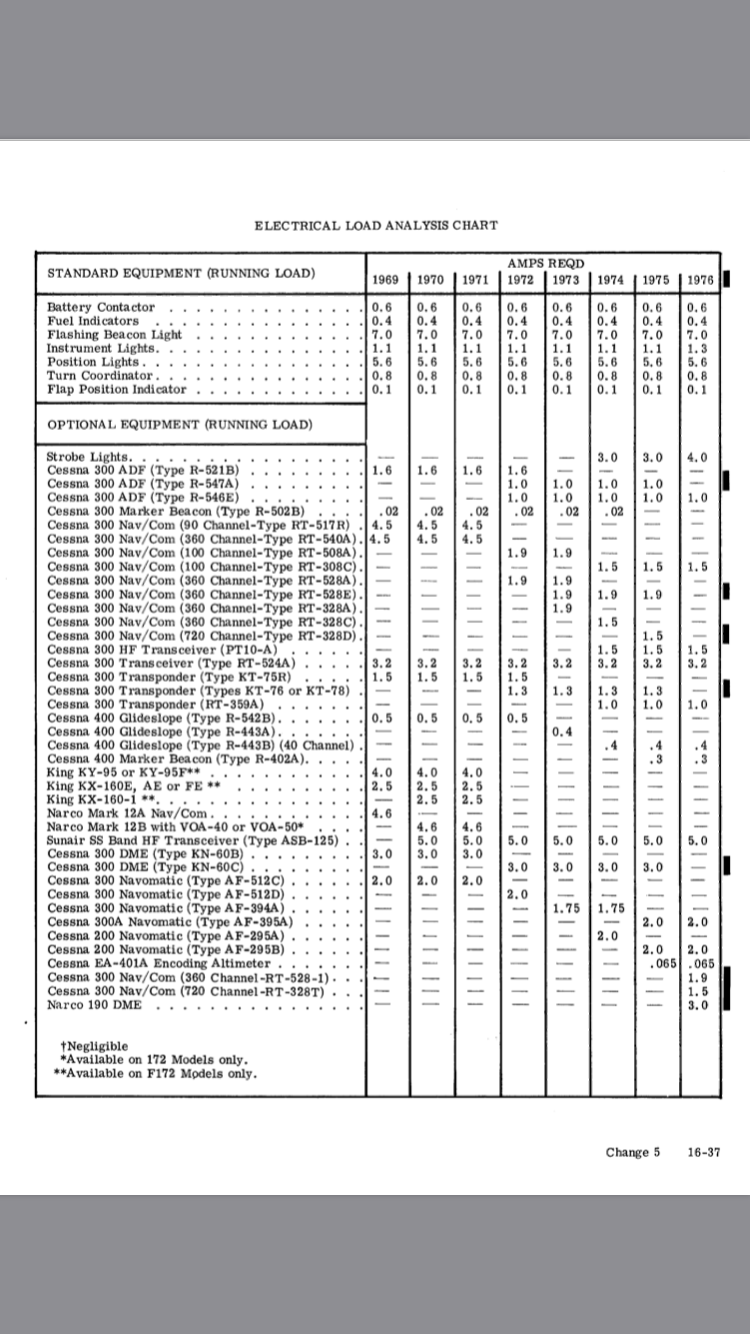 ELECTRICAL LOAD ANALYSIS CHART
STANDARD EQUIPMENT (RUNNING LOAD)
AMPS REQD
1969 1970 1971 1972 1973 1974 1975 1976
Battery Contactor . . . . . . . . . . . . . . . 0.6 0.6 0.6 0.6 0.6 0.6 0.6 0.6
Fuel Indicators . . . . . . . . . . . . . . . . 0.4 0.4 0.4 0.4 0.4 0.4 0.4 0.4
Flashing Beacon Light . . . . . . . . . . . . . 7.0 7.0 7.0 7.0 7.0 7.0 7.0 7.0
Instrument Lights. . . . . . . . . . . . . . . . 1.1 1.1 1.1 1.1 1.1 1.1 1.1 1.3
Position Lights . . . . . . . . . . . . . . . . . 5.6 5.6 5.6 5.6 5.6 5.6 5.6 5.6
Turn Coordinator . . . . . . . . . . . . . . . . 0.8 0.8 0.8 0.8 0.8 0.8 0.8 0.8
Flap Position Indicator . . . . . . . . . . . . . 0.1 0.1 0.1 0.1 0.1 0.1 0.1 0.1
OPTIONAL EQUIPMENT (RUNNING LOAD)
Strobe Lights. . . . . . . . . . . . . . . . . . — — — — — 3.0 3.0 4.0
Cessna 300 ADF (Type R-521B) . . . . . . . . . 1.6 1.6 1.6 1.6 — — — —
Cessna 300 ADF (Type R-547A) . . . . . . . . . — — — 1.0 1.0 1.0 1.0 —
Cessna 300 ADF (Type R-546E) . . . . . . . . . — — — 1.0 1.0 1.0 1.0 1.0
Cessna 300 Marker Beacon (Type R-502B) . . . . .02 .02 .02 .02 .02 .02 — —
Cessna 300 Nav/Com (90 Channel-Type RT-517R) . 4.5 4.5 4.5 — — — — —
Cessna 300 Nav/Com (360 Channel-Type RT-540A) . 4.5 4.5 4.5 — — — — —
Cessna 300 Nav/Com (100 Channel-Type RT-508A) . — — — 1.9 1.9 — — —
Cessna 300 Nav/Com (100 Channel-Type RT-308C) . — — — — — 1.5 1.5 1.5
Cessna 300 Nav/Com (360 Channel-Type RT-528A) . — — — 1.9 1.9 — — —
Cessna 300 Nav/Com (360 Channel-Type RT-528E) . — — — — 1.9 1.9 1.9 —
Cessna 300 Nav/Com (360 Channel-Type RT-328A) . — — — — 1.9 — — —
Cessna 300 Nav/Com (360 Channel-Type RT-328C) . — — — — — 1.5 — —
Cessna 300 Nav/Com (720 Channel-Type RT-328D) . — — — — — — 1.5 —
Cessna 300 HF Transceiver (PT10-A) . . . . . . — — — — — 1.5 1.5 1.5
Cessna 300 Transceiver (Type RT-524A) . . . . . 3.2 3.2 3.2 3.2 3.2 3.2 3.2 3.2
Cessna 300 Transponder (Type KT-75R) . . . . . 1.5 1.5 1.5 1.5 — — — —
Cessna 300 Transponder (Types KT-76 or KT-78) . — — — 1.3 1.3 1.3 1.3 —
Cessna 300 Transponder (RT-359A) . . . . . . . — — — — — 1.0 1.0 1.0
Cessna 400 Glideslope (Type R-542B) . . . . . . 0.5 0.5 0.5 0.5 — — — —
Cessna 400 Glideslope (Type R-443A) . . . . . . — — — — 0.4 — — —
Cessna 400 Glideslope (Type R-443B) (40 Channel) . — — — — — .4 .4 .4
Cessna 400 Marker Beacon (Type R-402A) . . . . — — — — — — .3 .3
King KY-95 or KY-95F** . . . . . . . . . . . . 4.0 4.0 4.0 — — — — —
King KX-160E, AE or FE ** . . . . . . . . . . . 2.5 2.5 2.5 — — — — —
King KX-160-1 **. . . . . . . . . . . . . . . . — 2.5 2.5 — — — — —
Narco Mark 12A Nav/Com . . . . . . . . . . . . 4.6 — — — — — — —
Narco Mark 12B with VOA-40 or VOA-50* . . . . — 4.6 4.6 — — — — —
Sunair SS Band HF Transceiver (Type ASB-125) . . — 5.0 5.0 5.0 5.0 5.0 5.0 5.0
Cessna 300 DME (Type KN-60B) . . . . . . . . . 3.0 3.0 3.0 — — — — —
Cessna 300 DME (Type KN-60C) . . . . . . . . . — — — 3.0 3.0 3.0 3.0 —
Cessna 300 Navomatic (Type AF-512C) . . . . . . 2.0 2.0 2.0 — — — — —
Cessna 300 Navomatic (Type AF-512D) . . . . . . — — — 2.0 — — — —
Cessna 300 Navomatic (Type AF-394A) . . . . . . — — — — 1.75 1.75 — —
Cessna 300A Navomatic (Type AF-395A) . . . . . — — — — — — 2.0 2.0
Cessna 200 Navomatic (Type AF-295A) . . . . . . — — — — — 2.0 — —
Cessna 200 Navomatic (Type AF-295B) . . . . . . — — — — — — 2.0 2.0
Cessna EA-401A Encoding Altimeter . . . . . . . — — — — — — .065 .065
Cessna 300 Nav/Com (360 Channel-RT-528-1) . . . — — — — — — — 1.9
Cessna 300 Nav/Com (720 Channel-RT-328T) . . . — — — — — — — 1.5
Narco 190 DME . . . . . . . . . . . . . . . . — — — — — — — 3.0
†Negligible
*Available on 172 Models only.
**Available on F172 Models only.
Change 5 16-37